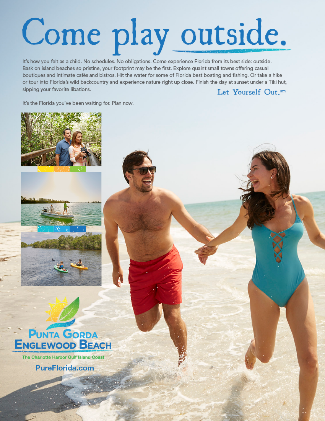 Come play outside.
It's how you felt as a child. No schedules. No obligations. Come experience Florida from its best side: outside.
Bask on island beaches so pristine, your footprint may be the first. Explore quaint small towns offering casual
boutiques and intimate cafés and bistros. Hit the water for some of Florida best boating and fishing. Or take a hike
or tour into Florida's wild backcountry and experience nature right up close. Finish the day at sunset under a Tiki hut,
sipping your favorite libations.
Let Yourself Out.℠
It's the Florida you've been waiting for. Plan now.
PUNTA GORDA
ENGLEWOOD BEACH
The Charlotte Harbor Gulf Island Coast
PureFlorida.com